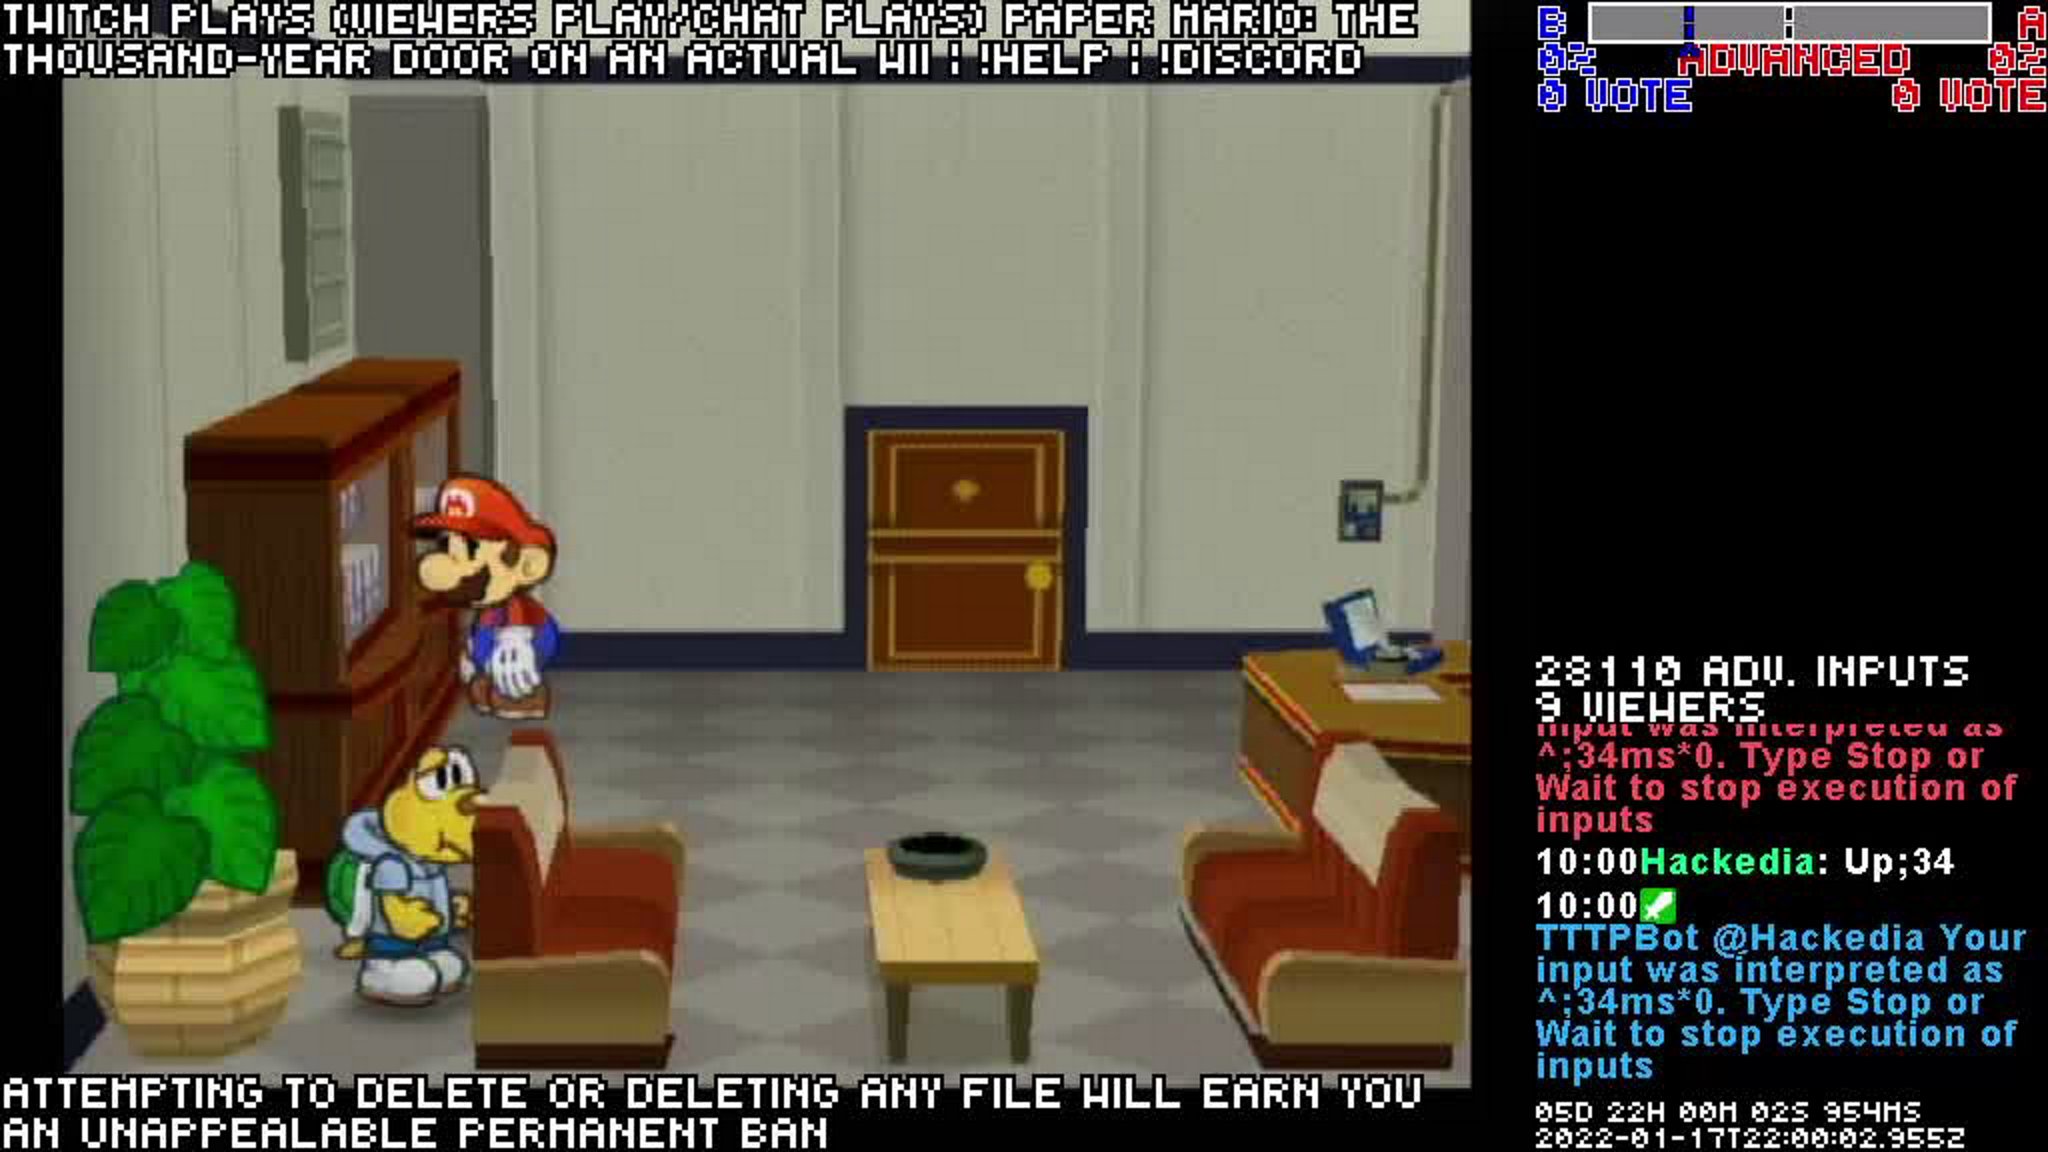 TWITCH PLAYS (VIEWERS PLAY/CHAT PLAYS) PAPER MARIO: THE
THOUSAND-YEAR DOOR ON AN ACTUAL WII ¦ !HELP ¦ !DISCORD
B A
0% ADVANCED 0%
0 VOTE 0 VOTE
M
28110 ADV. INPUTS
9 VIEWERS
input was interpreted as
^;34ms*0. Type Stop or
Wait to stop execution of
inputs
10:00Hackedia: Up;34
10:00
TTTPBot @Hackedia Your
input was interpreted as
^;34ms*0. Type Stop or
Wait to stop execution of
inputs
ATTEMPTING TO DELETE OR DELETING ANY FILE WILL EARN YOU
AN UNAPPEALABLE PERMANENT BAN
05D 22H 00M 02S 954MS
2022-01-17T22:00:02.955Z